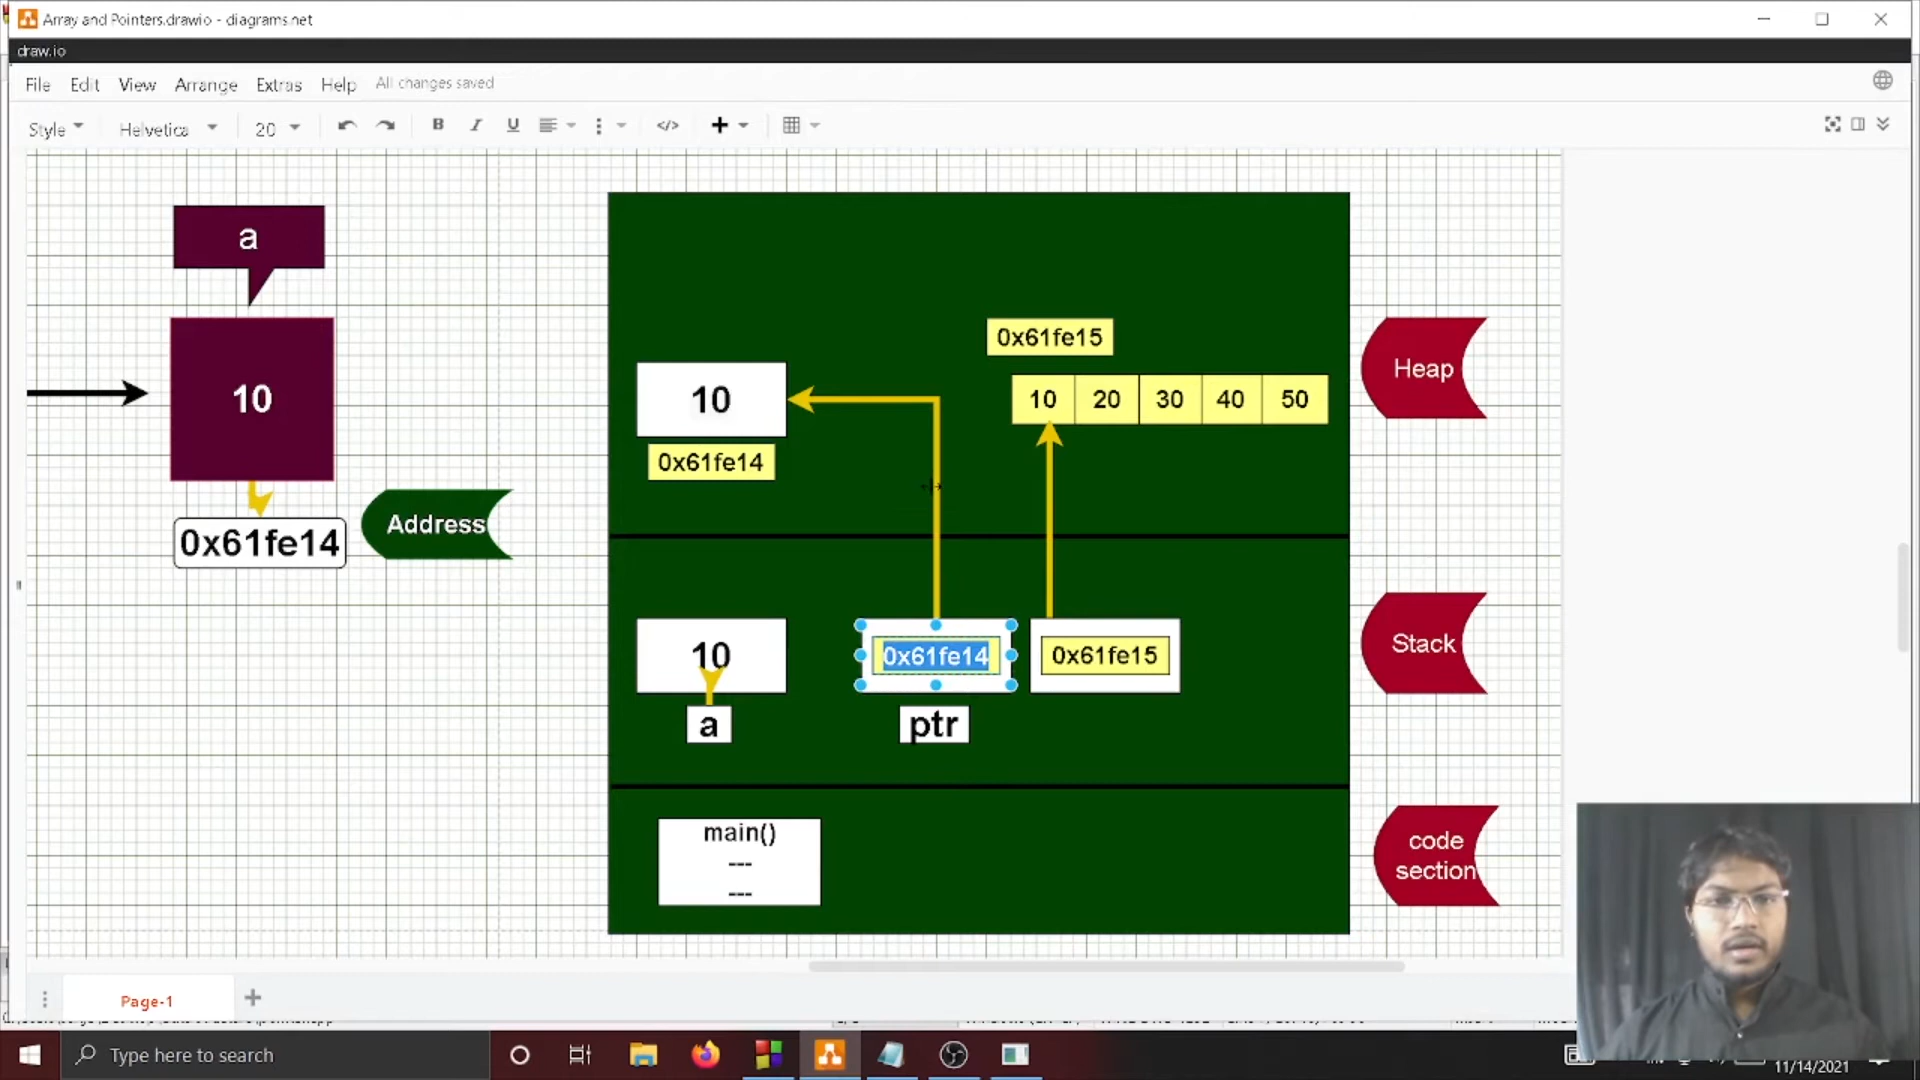 Array and Pointers.drawio - diagrams.net
draw.io
File Edit View Arrange Extras Help All changes saved
Style Helvetica 20 B I U </>
a
10
0x61fe14
Address
0x61fe15
10
10 20 30 40 50
0x61fe14
Heap
10
0x61fe14
0x61fe15
a
ptr
Stack
main()
---
---
code
section
Page-1
Type here to search
11/14/2021